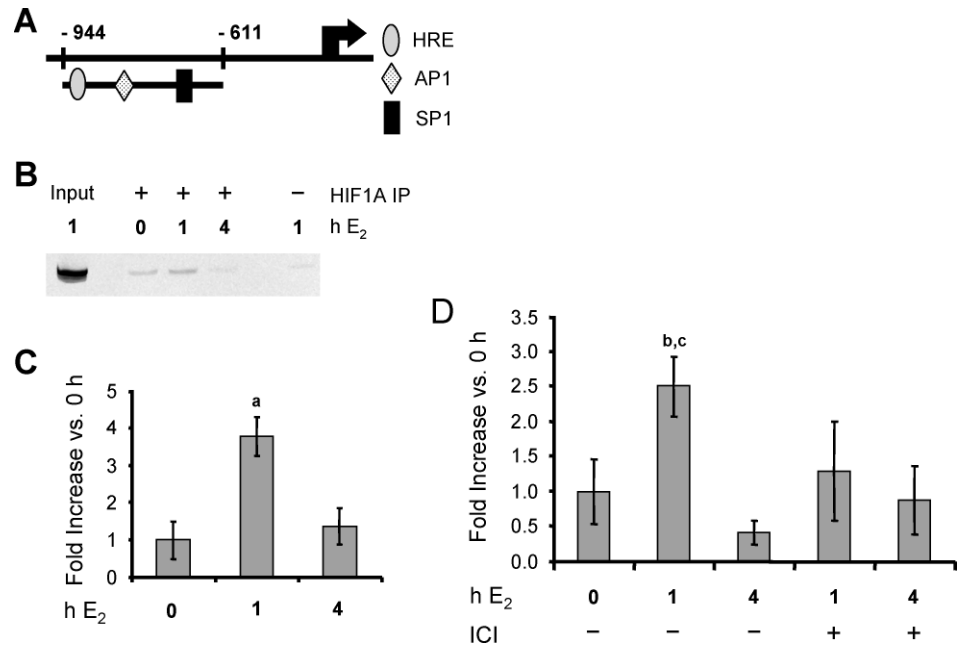 A
- 944
- 611
HRE
AP1
SP1
B
Input + + + − HIF1A IP
1 0 1 4 1 h E2
C
Fold Increase vs. 0 h
5
4
3
2
1
0
a
h E2 0 1 4
D
Fold Increase vs. 0 h
3.5
3.0
2.5
2.0
1.5
1.0
0.5
0.0
b,c
h E2 0 1 4 1 4
ICI − − − + +